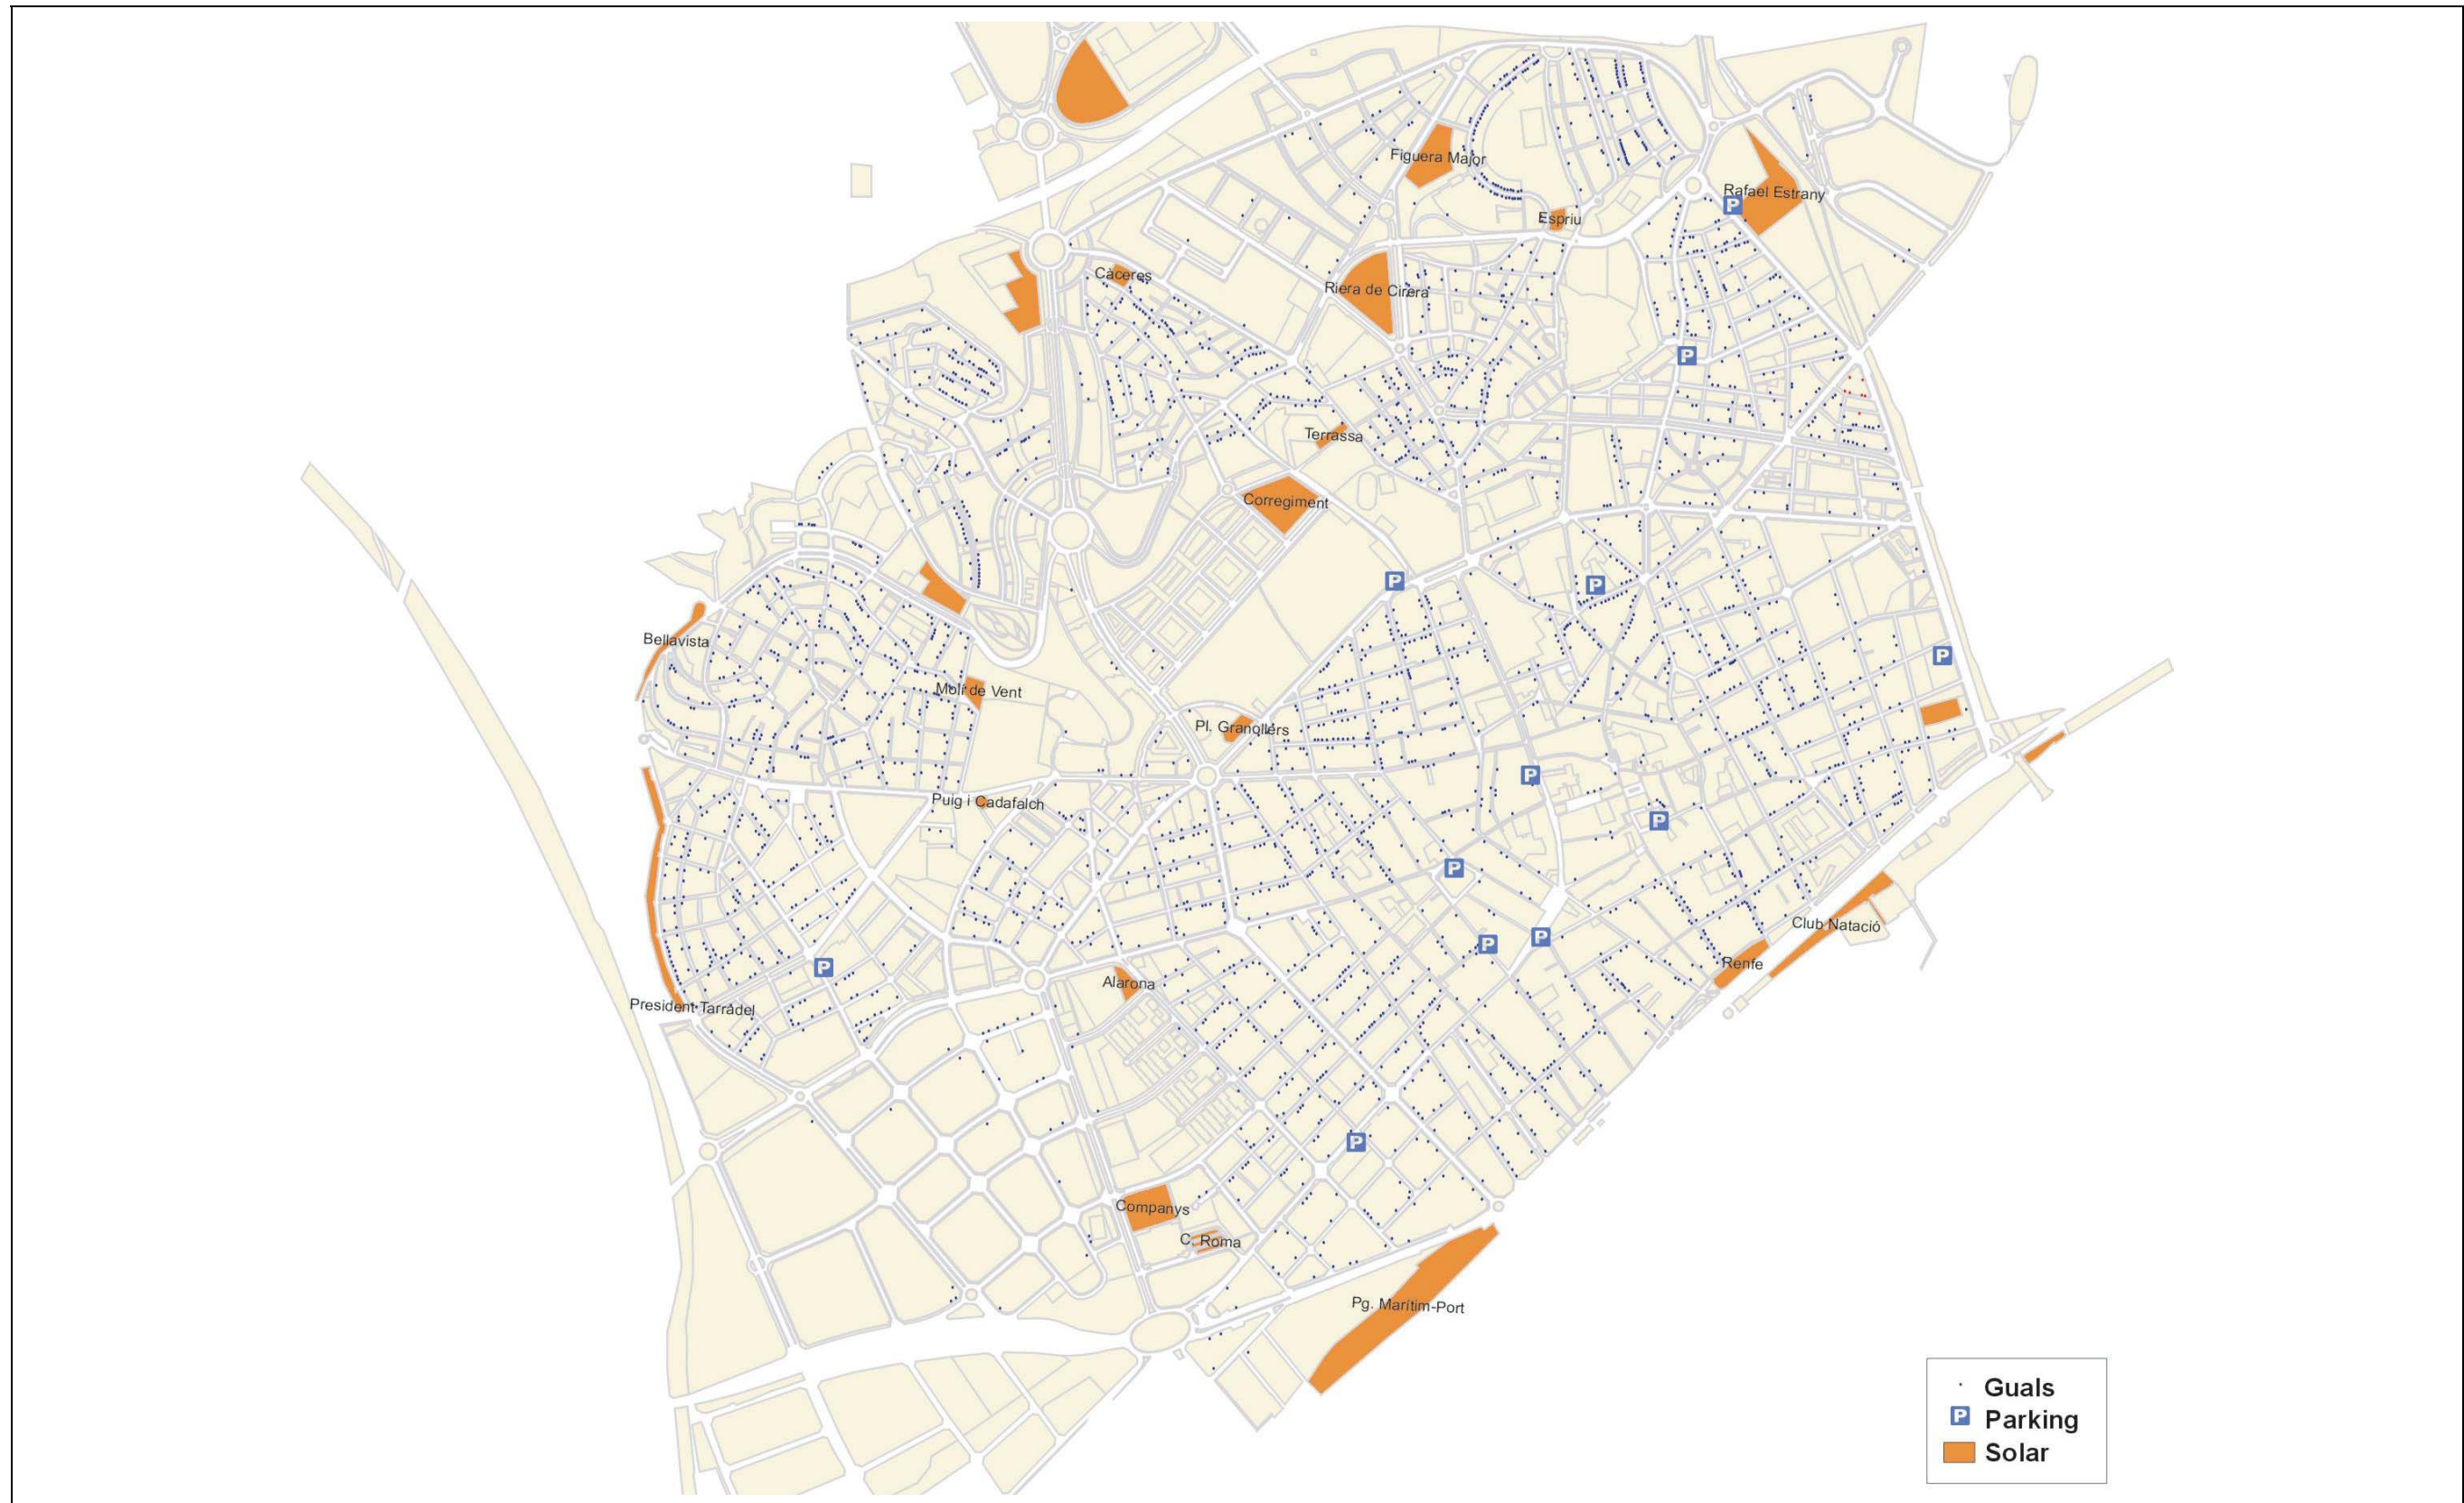 Figuera Major
Rafael Estrany
P
Espriu
Càceres
Riera de Cirera
P
Terrassa
Corregiment
P
P
Bellavista
P
Molí de Vent
Pl. Granollers
P
Puig i Cadafalch
P
P
Club Natació
P
P
Renfe
P
Alarona
President Tarradel
P
Companys
C. Roma
Pg. Marítim-Port
Guals
P Parking
Solar